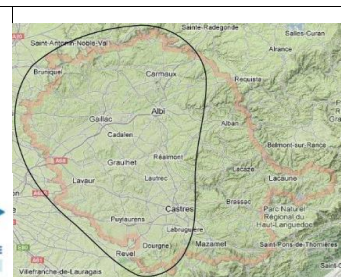 Sainte-Radegonde
Salles-Curan
Saint-Antonin-Noble-Val
Alrance
Bruniquel
Carmaux
Réquista
Albi
Gaillac
Alban
Cadalen
Belmont-sur-Rance
Graulhet
Réalmont
A68
Lacaze
Lavaur
Lautrec
Lacaune
Brassac
Parc Naturel
Régional du
Haut-Languedoc
Castres
Puylaurens
Labruguière
Dourgne
Mazamet
Saint-Pons-de-Thomières
Revel
Villefranche-de-Lauragais